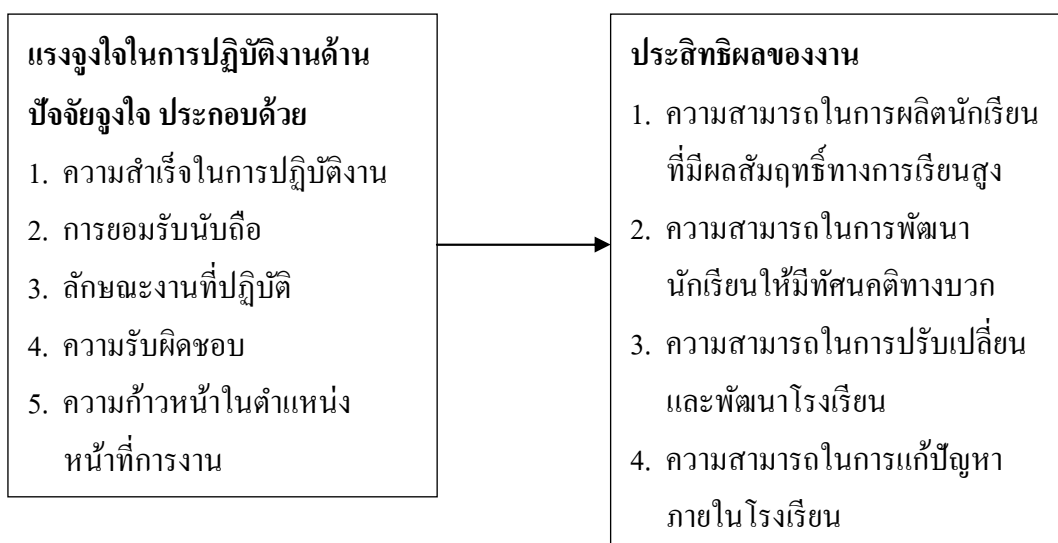 แรงจูงใจในการปฏิบัติงานด้าน
ปัจจัยจูงใจ ประกอบด้วย
1. ความสำเร็จในการปฏิบัติงาน
2. การยอมรับนับถือ
3. ลักษณะงานที่ปฏิบัติ
4. ความรับผิดชอบ
5. ความก้าวหน้าในตำแหน่ง
หน้าที่การงาน
ประสิทธิผลของงาน
1. ความสามารถในการผลิตนักเรียน
ที่มีผลสัมฤทธิ์ทางการเรียนสูง
2. ความสามารถในการพัฒนา
นักเรียนให้มีทัศนคติทางบวก
3. ความสามารถในการปรับเปลี่ยน
และพัฒนาโรงเรียน
4. ความสามารถในการแก้ปัญหา
ภายในโรงเรียน